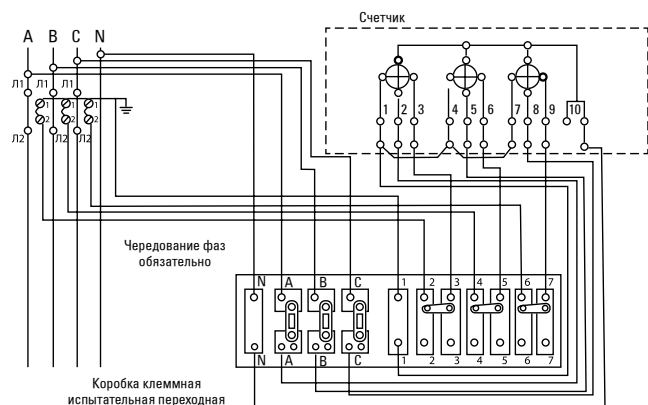 Счетчик
A B C N
Л1 Л1 Л1
1 1 1
2 2 2
Л2 Л2 Л2
1 2 3 4 5 6 7 8 9 10
Чередование фаз
обязательно
N A B C 1 2 3 4 5 6 7
N A B C 1 2 3 4 5 6 7
Коробка клеммная
испытательная переходная